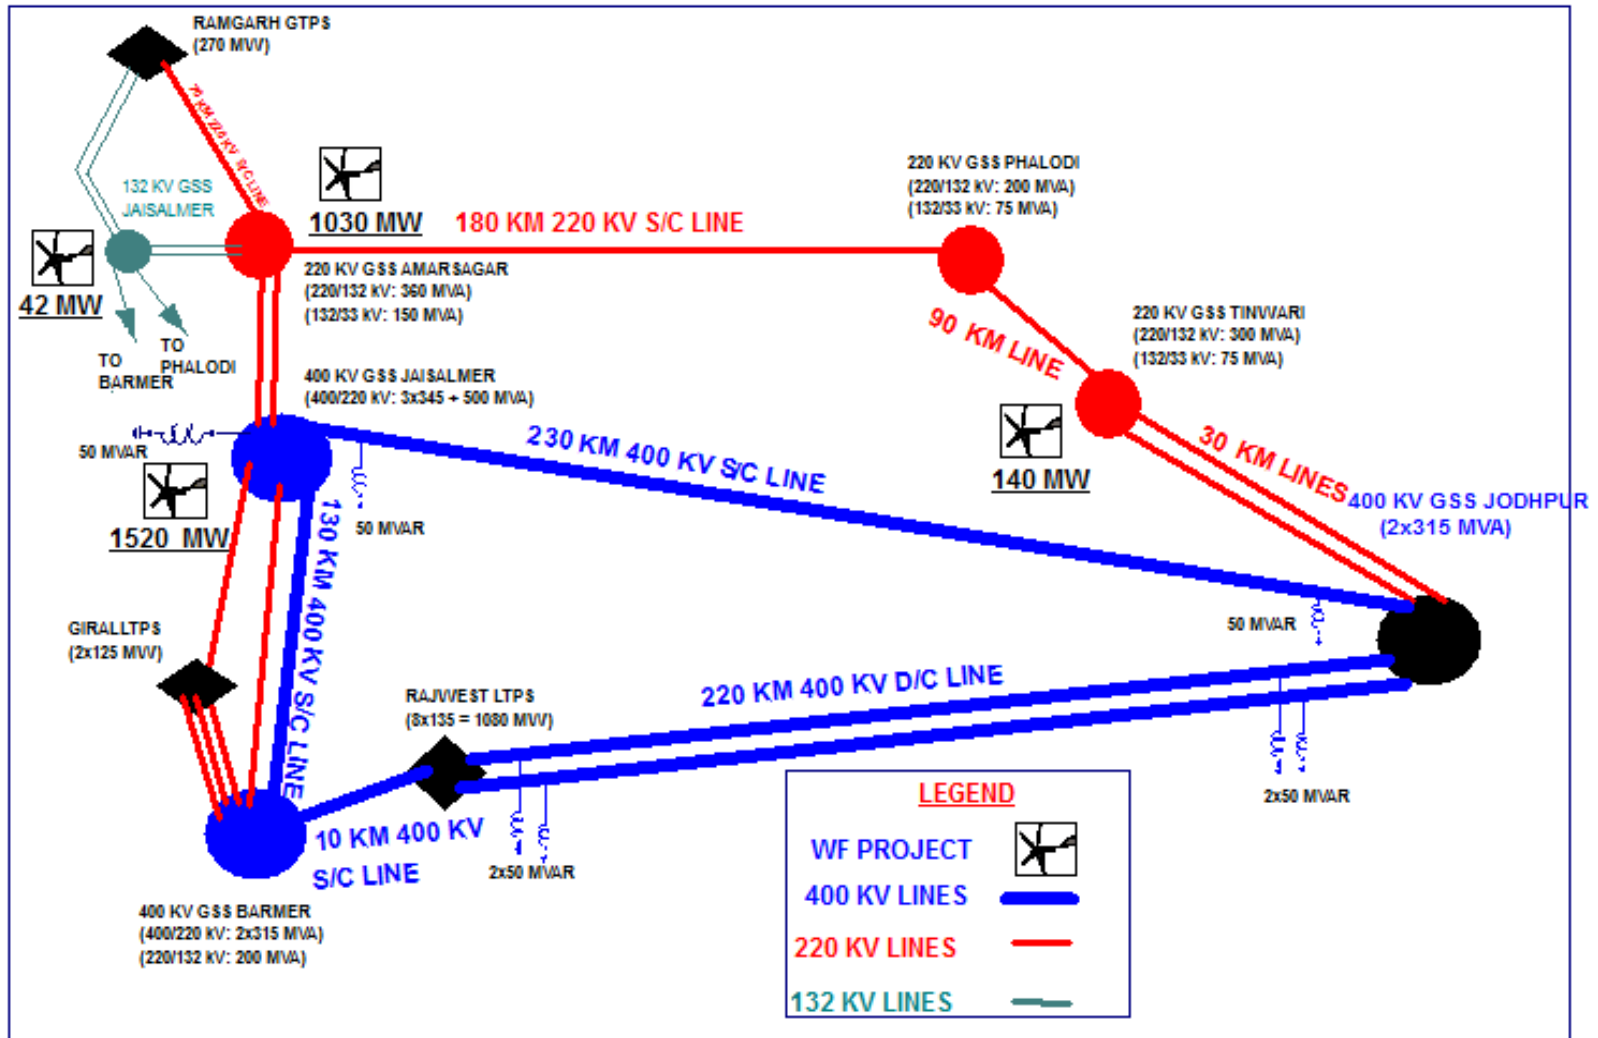 RAMGARH GTPS
(270 MW)
70 KM 220 KV S/C LINE
132 KV GSS
JAISALMER
1030 MW
180 KM 220 KV S/C LINE
220 KV GSS PHALODI
(220/132 kV: 200 MVA)
(132/33 kV: 75 MVA)
42 MW
220 KV GSS AMARSAGAR
(220/132 kV: 360 MVA)
(132/33 kV: 150 MVA)
90 KM LINE
220 KV GSS TINWARI
(220/132 kV: 300 MVA)
(132/33 kV: 75 MVA)
TO
BARMER
TO
PHALODI
400 KV GSS JAISALMER
(400/220 kV: 3x345 + 500 MVA)
50 MVAR
230 KM 400 KV S/C LINE
140 MW
30 KM LINES
400 KV GSS JODHPUR
(2x315 MVA)
50 MVAR
1520 MW
130 KM 400 KV S/C LINE
GIRALLTPS
(2x125 MW)
50 MVAR
RAJWEST LTPS
(8x135 = 1080 MW)
220 KM 400 KV D/C LINE
10 KM 400 KV
S/C LINE
2x50 MVAR
2x50 MVAR
400 KV GSS BARMER
(400/220 kV: 2x315 MVA)
(220/132 kV: 200 MVA)
LEGEND
WF PROJECT
400 KV LINES
220 KV LINES
132 KV LINES